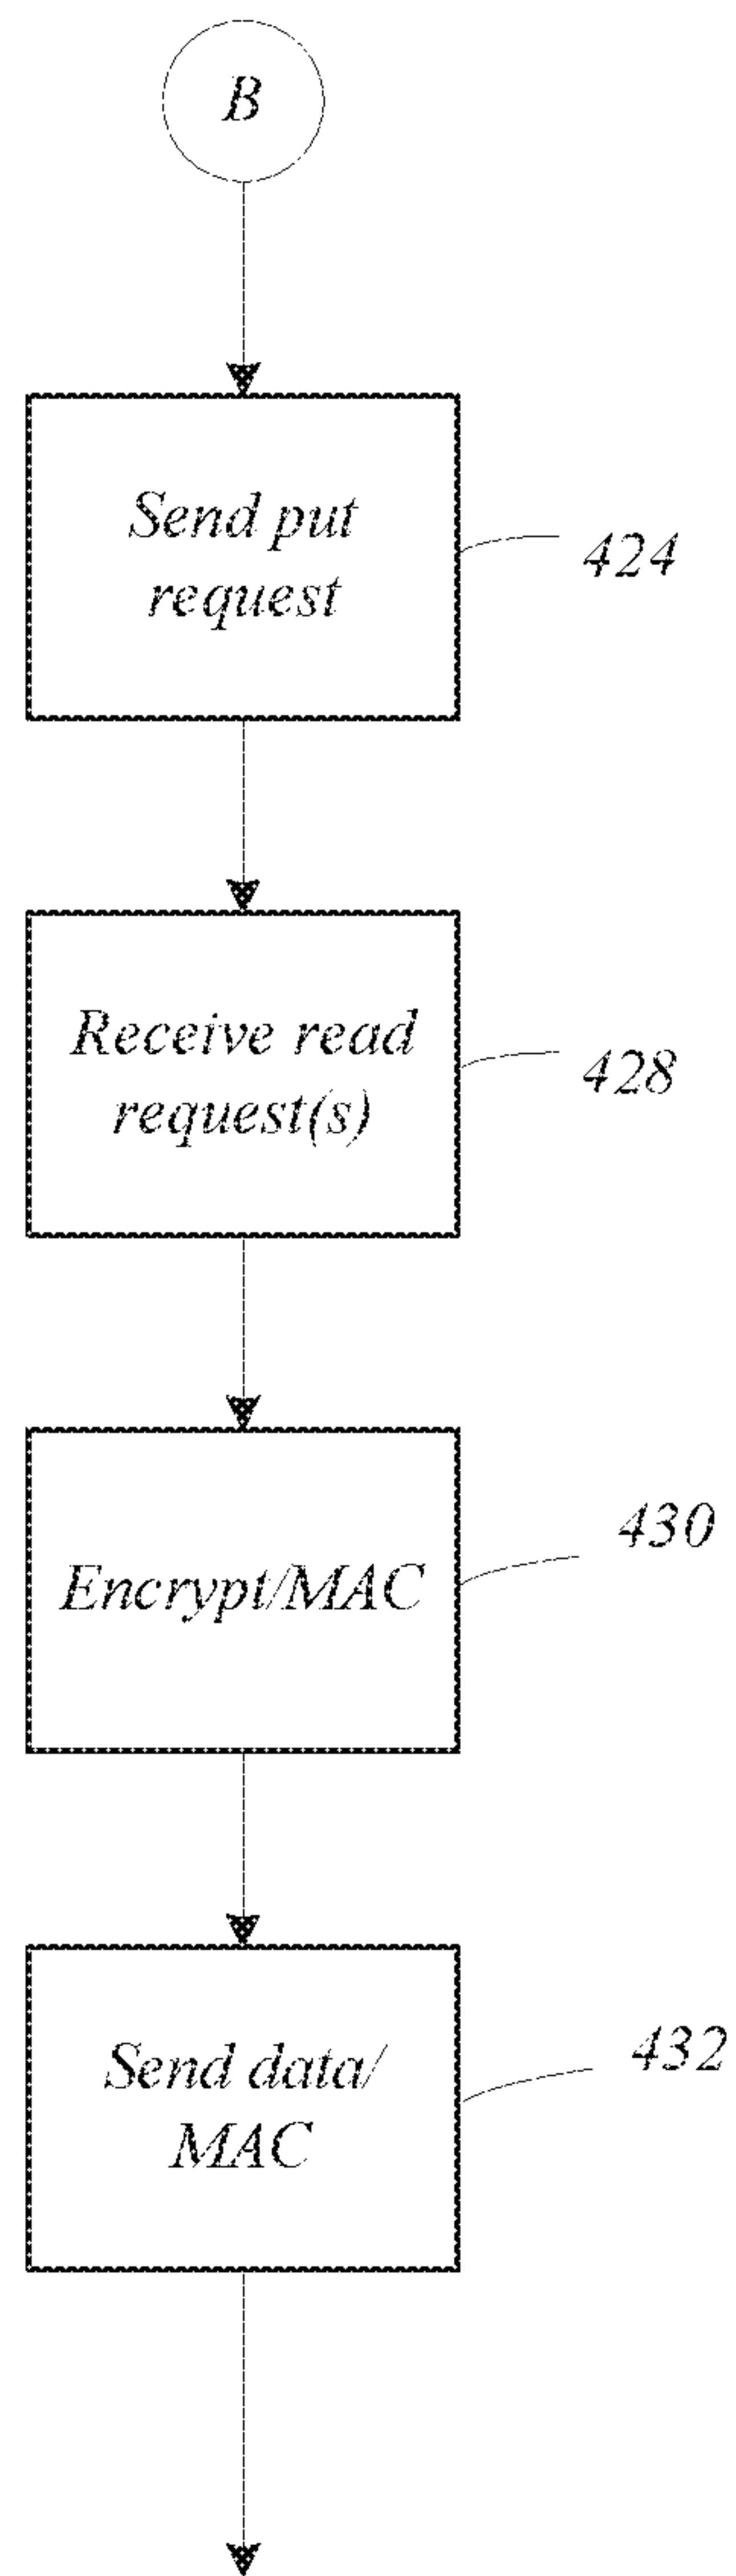 B
Send put
request
424
Receive read
request(s)
428
Encrypt/MAC
430
Send data/
MAC
432